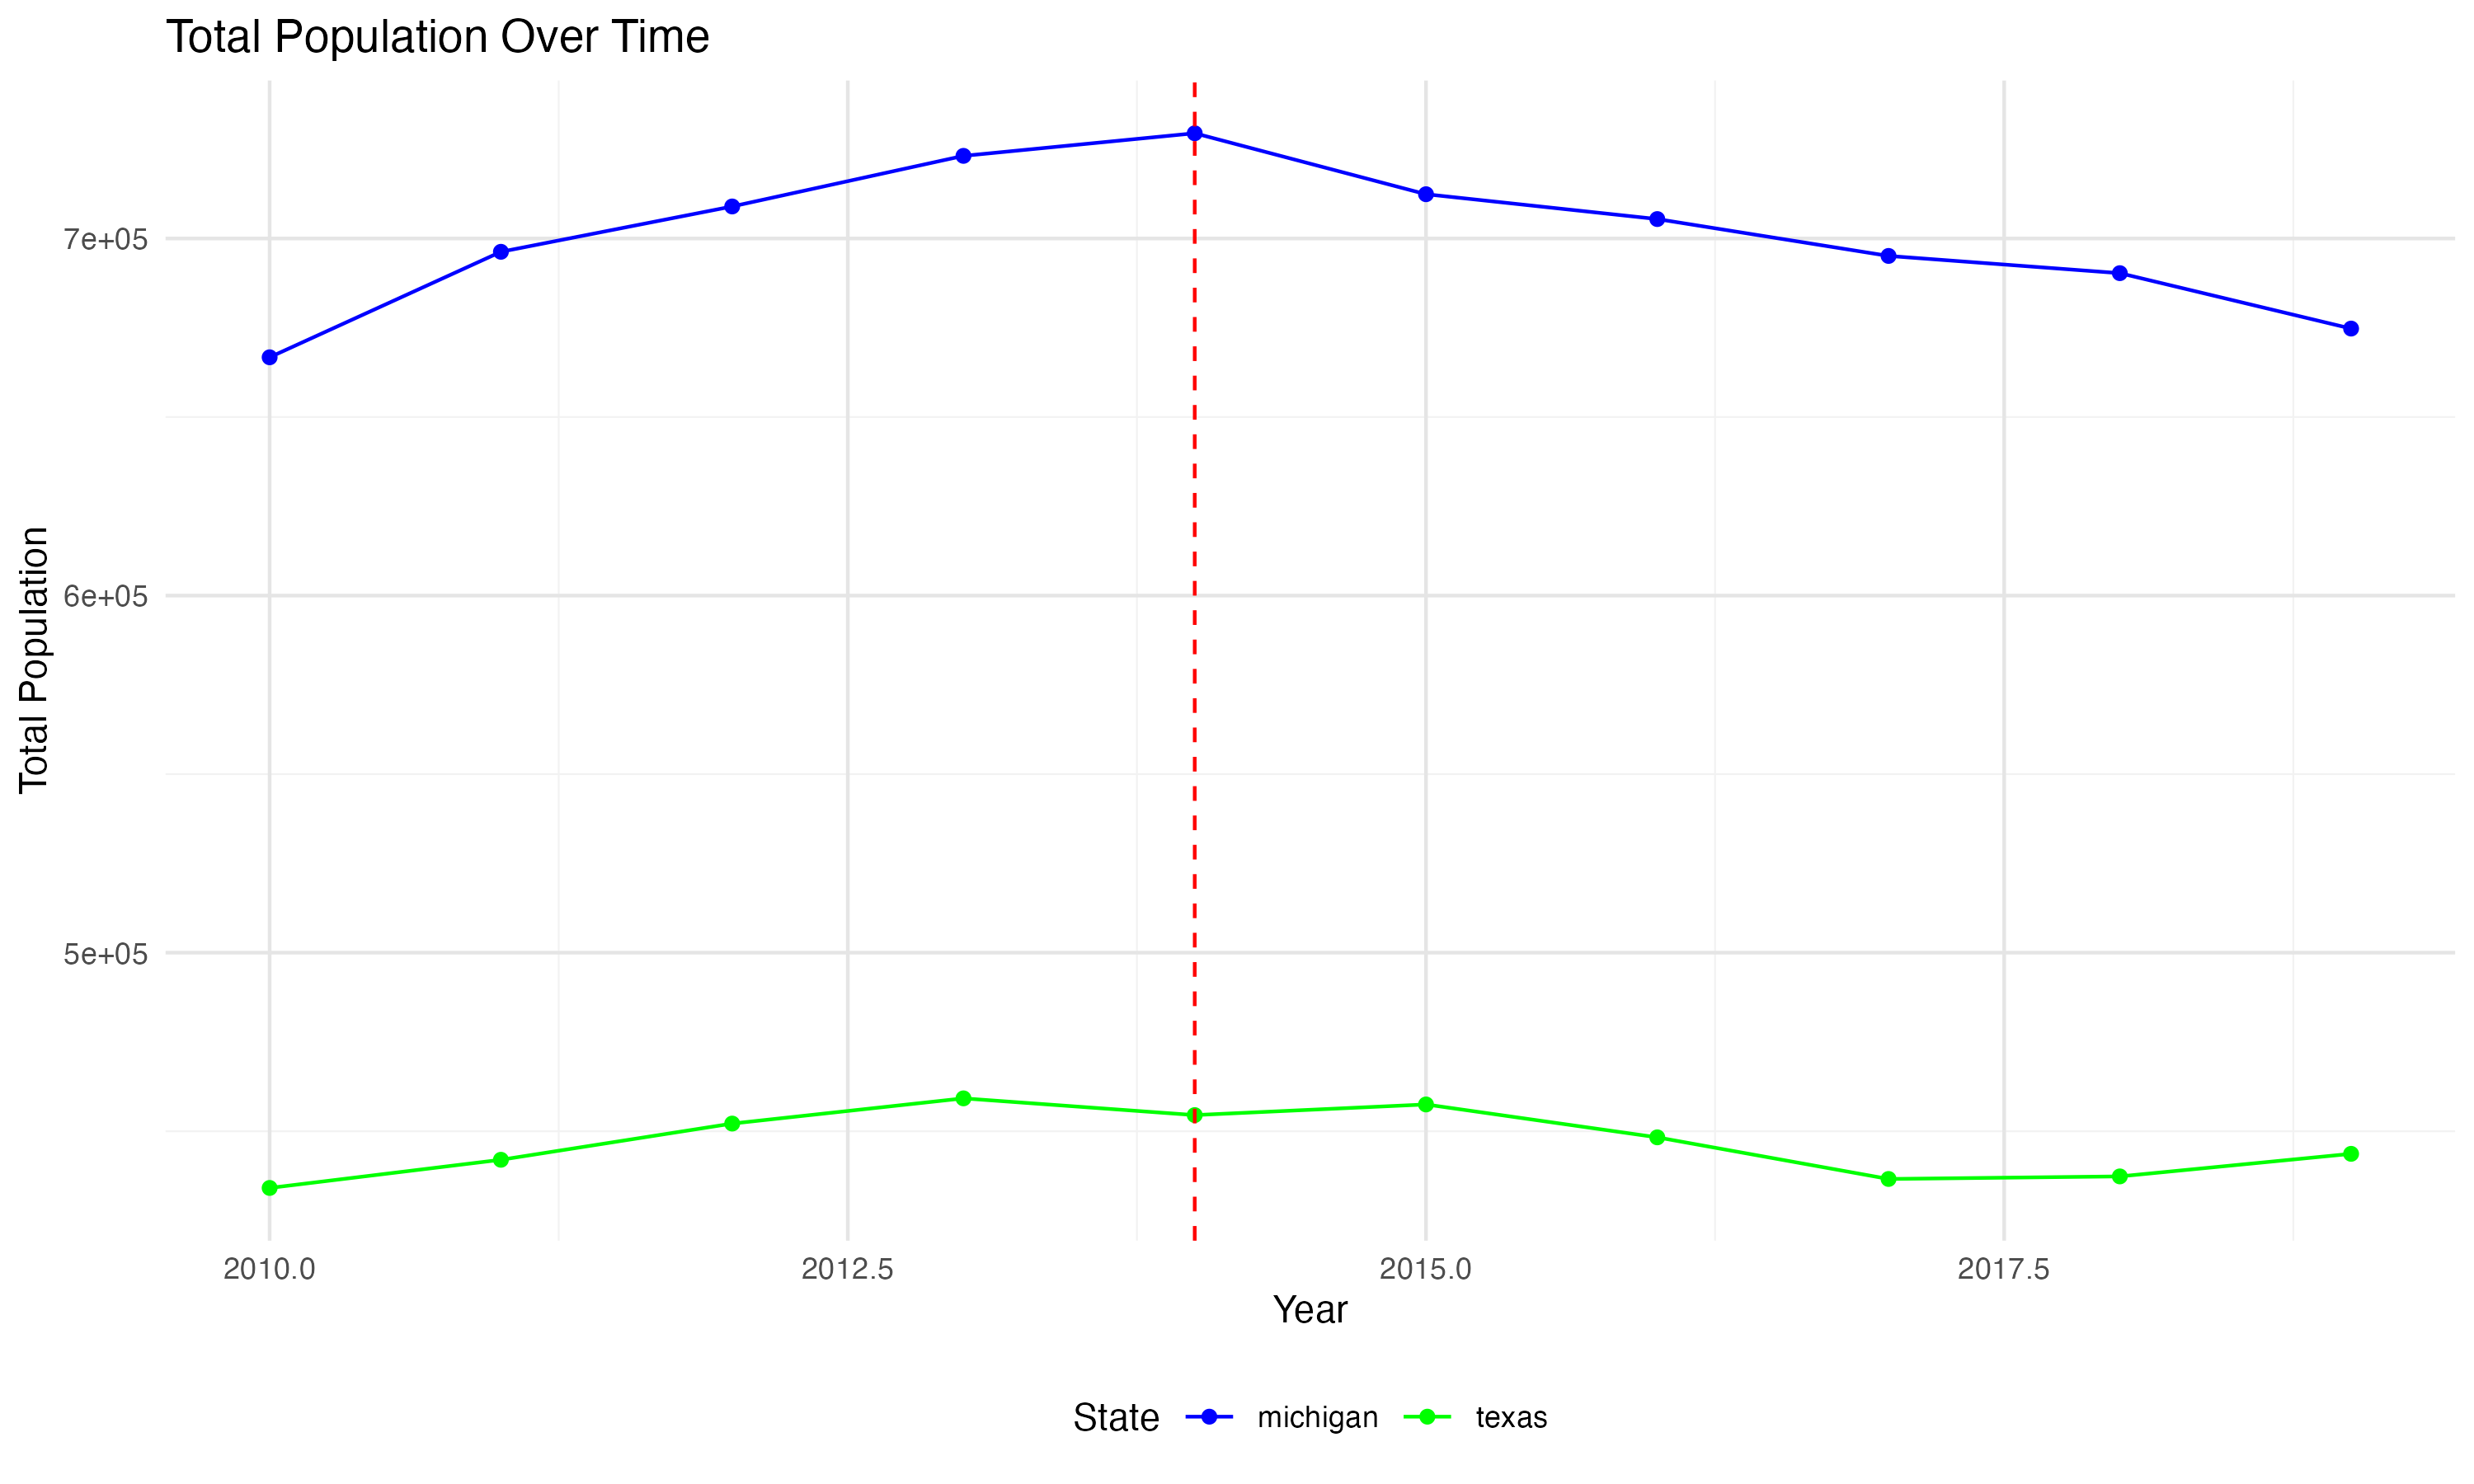 Total Population Over Time
Total Population
7e+05
6e+05
5e+05
2010.0
2012.5
2015.0
2017.5
Year
State michigan texas